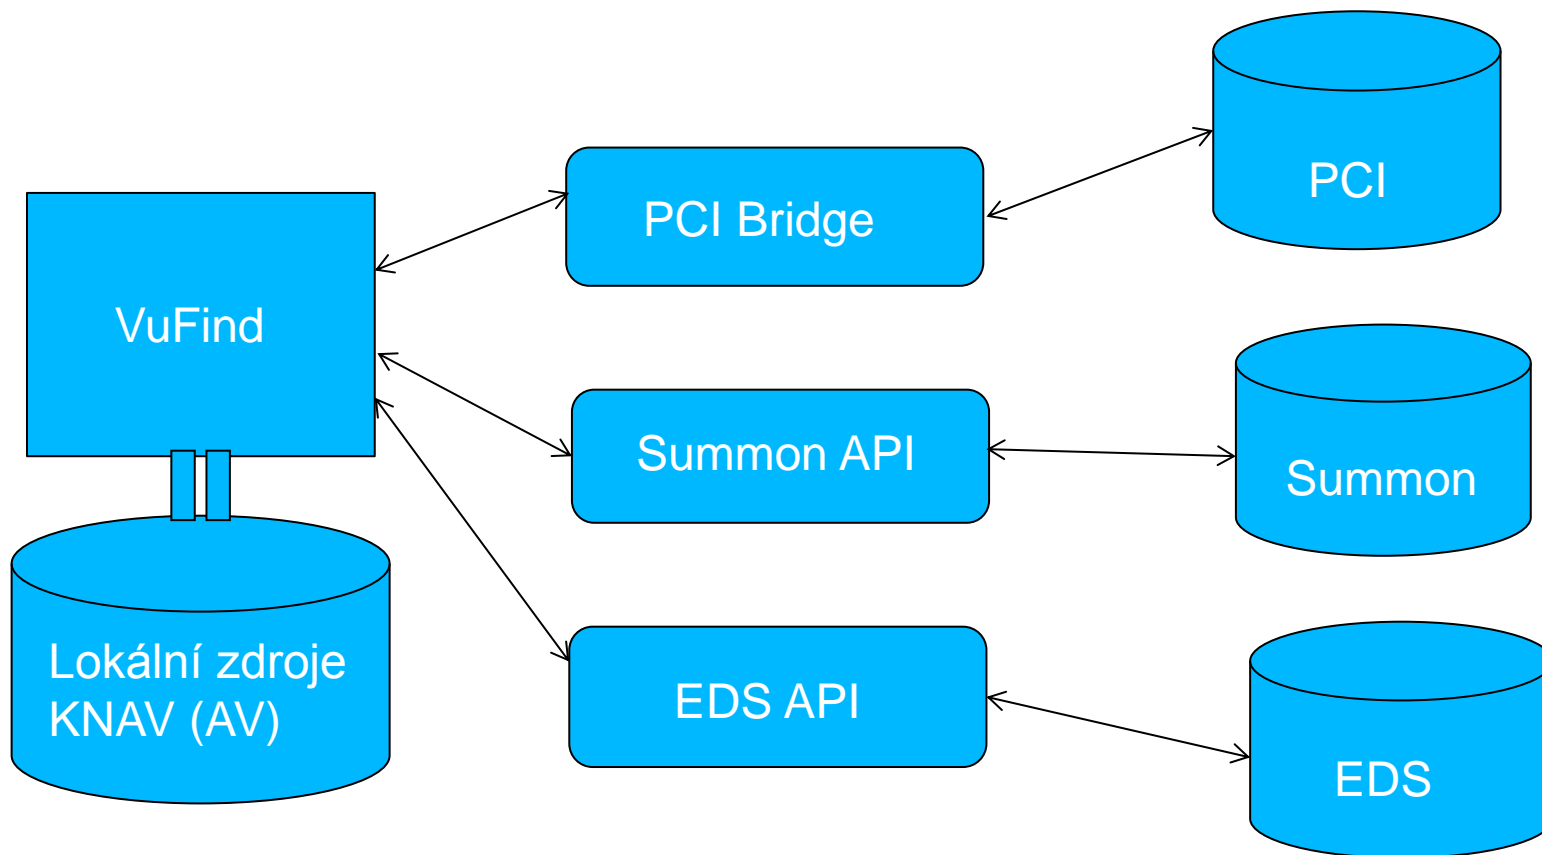 PCI
PCI Bridge
VuFind
Summon API
Summon
Lokální zdroje
KNAV (AV)
EDS API
EDS